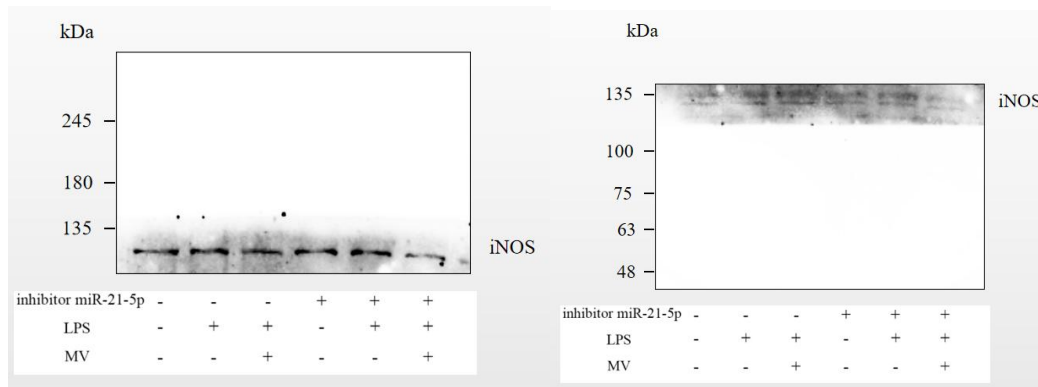 kDa
245
180
135
iNOS
inhibitor miR-21-5p - - - + + +
LPS - + + - + +
MV - - + - - +
kDa
135
iNOS
100
75
63
48
inhibitor miR-21-5p - - - + + +
LPS - + + - + +
MV - - + - - +